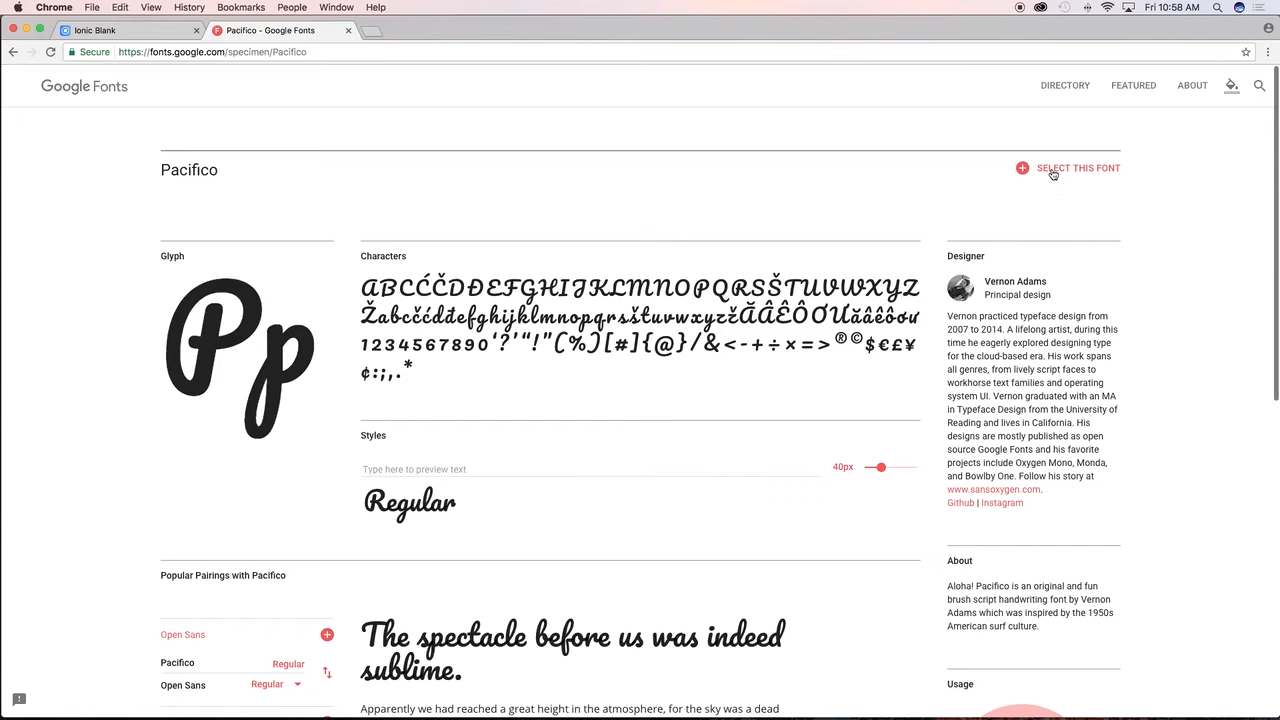 Chrome File Edit View History Bookmarks People Window Help Fri 10:58 AM
Ionic Blank Pacifico - Google Fonts
Secure https://fonts.google.com/specimen/Pacifico
Google Fonts DIRECTORY FEATURED ABOUT
Pacifico SELECT THIS FONT
Glyph
Pp
Characters
ABCĆČDĐEFGHIJKLMNOPQRSŠTUVWXYZ
ŽabcčćdđefghijklmnopqrsštuvwxyzžĂÂÊÔƠƯăâêôơư
1234567890‘?’“!”(%)[#]{@}/&<-+÷×=>®©$€£¥
¢:;,.*
Styles
Type here to preview text 40px
Regular
Designer
Vernon Adams
Principal design
Vernon practiced typeface design from
2007 to 2014. A lifelong artist, during this
time he eagerly explored designing type
for the cloud-based era. His work spans
all genres, from lively script faces to
workhorse text families and operating
system UI. Vernon graduated with an MA
in Typeface Design from the University of
Reading and lives in California. His
designs are mostly published as open
source Google Fonts and his favorite
projects include Oxygen Mono, Monda,
and Bowlby One. Follow his story at
www.sansoxygen.com.
Github | Instagram
About
Aloha! Pacifico is an original and fun
brush script handwriting font by Vernon
Adams which was inspired by the 1950s
American surf culture.
Usage
Popular Pairings with Pacifico
Open Sans
Pacifico Regular
Open Sans Regular
The spectacle before us was indeed
sublime.
Apparently we had reached a great height in the atmosphere, for the sky was a dead